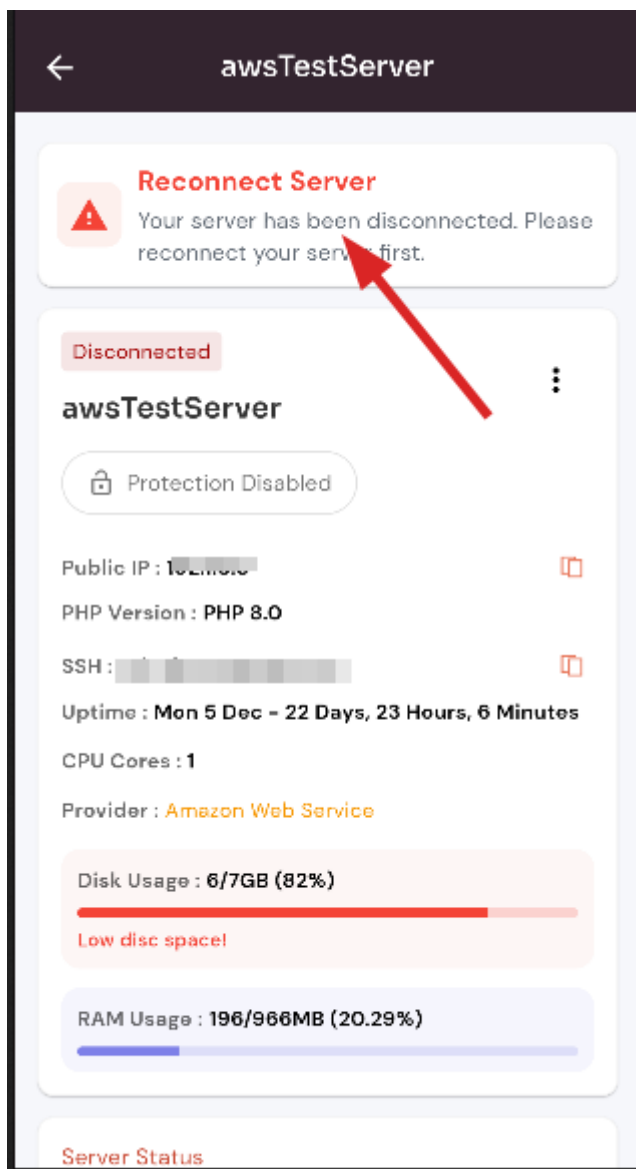 awsTestServer
Reconnect Server
Your server has been disconnected. Please
reconnect your server first.
Disconnected
awsTestServer
Protection Disabled
Public IP :
PHP Version : PHP 8.0
SSH :
Uptime : Mon 5 Dec - 22 Days, 23 Hours, 6 Minutes
CPU Cores : 1
Provider : Amazon Web Service
Disk Usage : 6/7GB (82%)
Low disc space!
RAM Usage : 196/966MB (20.29%)
Server Status